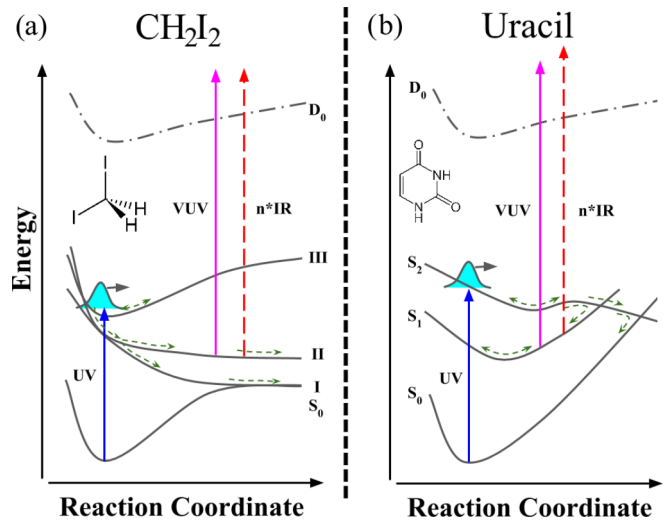 (a)
CH₂I₂
(b)
Uracil
D₀
D₀
I
I
H
H
O
NH
N
H
O
VUV
n*IR
VUV
n*IR
Energy
III
S₂
S₁
II
UV
I
S₀
UV
S₀
Reaction Coordinate
Reaction Coordinate